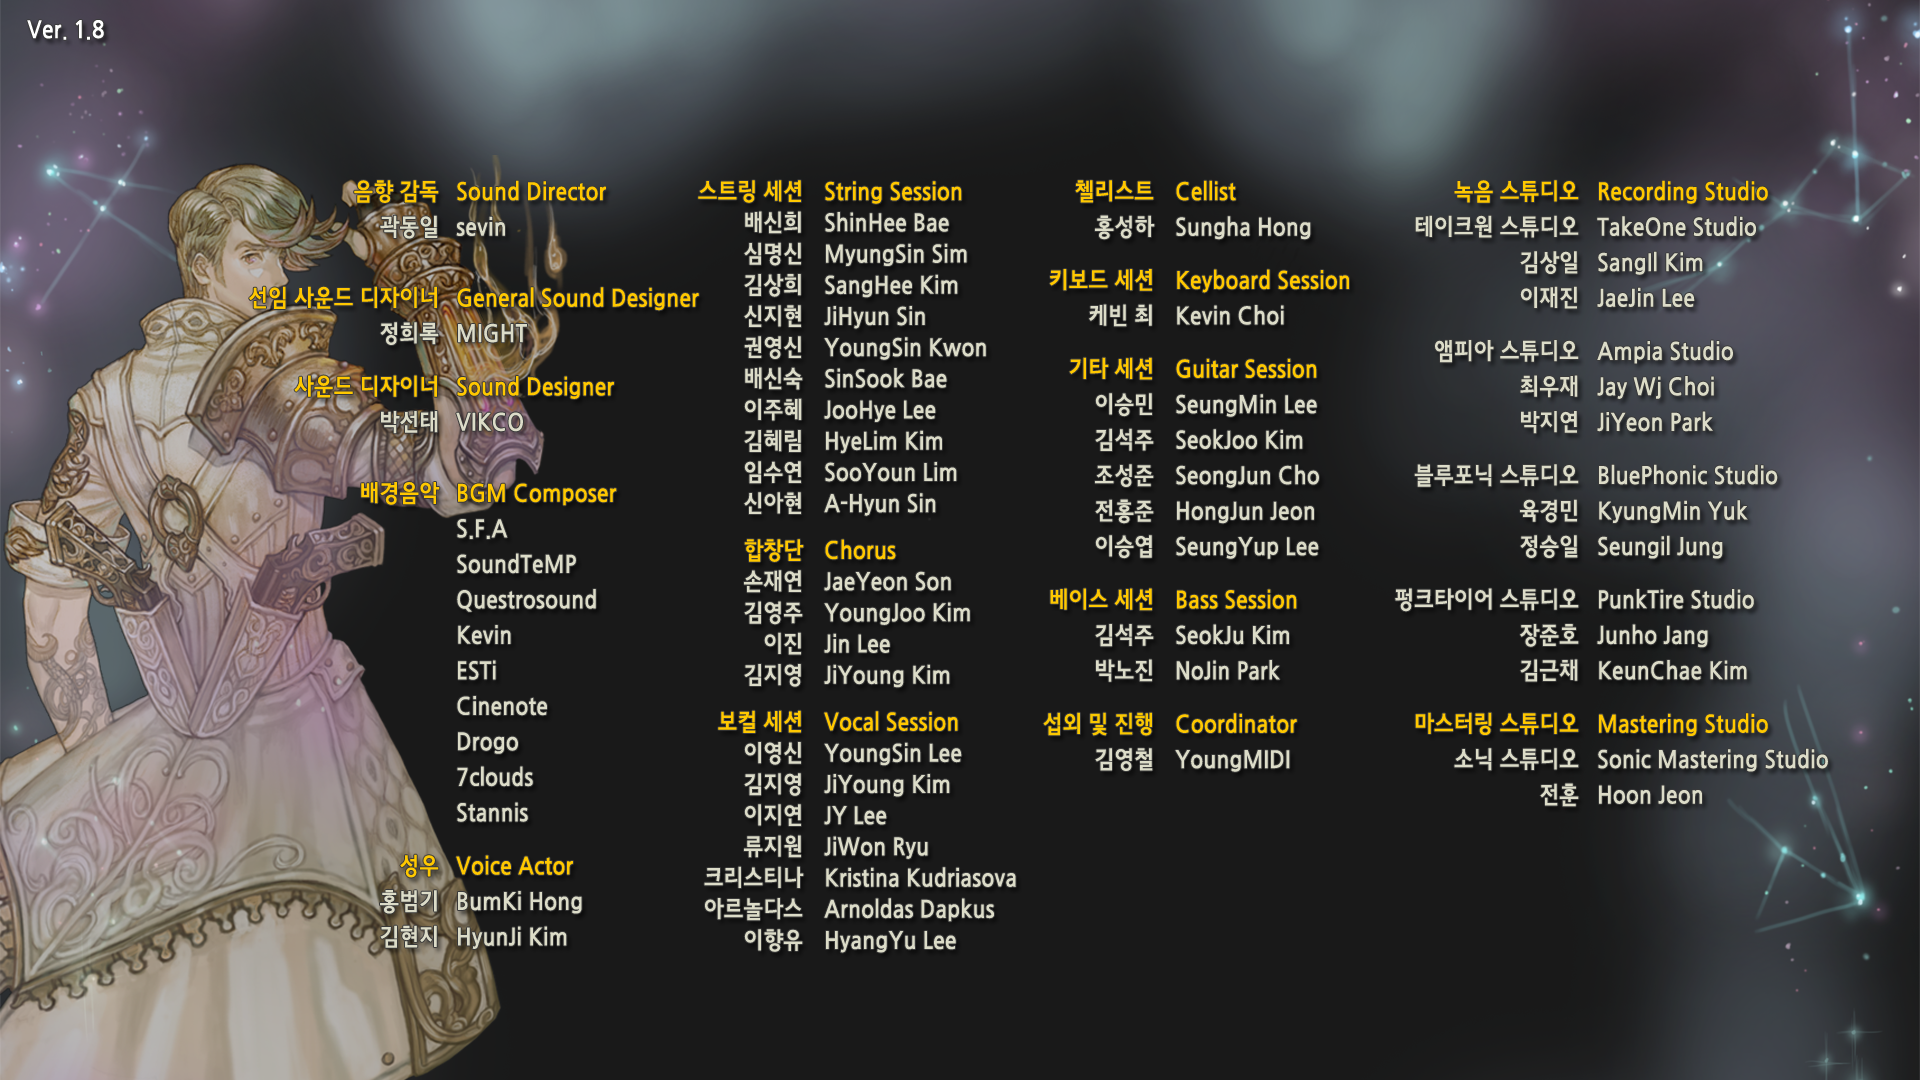 Ver. 1.8
음향 감독 Sound Director
곽동일 sevin
선임 사운드 디자이너 General Sound Designer
정희록 MIGHT
사운드 디자이너 Sound Designer
박선태 VIKCO
배경음악 BGM Composer
S.F.A
SoundTeMP
Questrosound
Kevin
ESTi
Cinenote
Drogo
7clouds
Stannis
성우 Voice Actor
홍범기 BumKi Hong
김현지 HyunJi Kim
스트링 세션 String Session
배신희 ShinHee Bae
심명신 MyungSin Sim
김상희 SangHee Kim
신지현 JiHyun Sin
권영신 YoungSin Kwon
배신숙 SinSook Bae
이주혜 JooHye Lee
김혜림 HyeLim Kim
임수연 SooYoun Lim
신아현 A-Hyun Sin
합창단 Chorus
손재연 JaeYeon Son
김영주 YoungJoo Kim
이진 Jin Lee
김지영 JiYoung Kim
보컬 세션 Vocal Session
이영신 YoungSin Lee
김지영 JiYoung Kim
이지연 JY Lee
류지원 JiWon Ryu
크리스티나 Kristina Kudriasova
아르놀다스 Arnoldas Dapkus
이향유 HyangYu Lee
첼리스트 Cellist
홍성하 Sungha Hong
키보드 세션 Keyboard Session
케빈 최 Kevin Choi
기타 세션 Guitar Session
이승민 SeungMin Lee
김석주 SeokJoo Kim
조성준 SeongJun Cho
전홍준 HongJun Jeon
이승엽 SeungYup Lee
베이스 세션 Bass Session
김석주 SeokJu Kim
박노진 NoJin Park
섭외 및 진행 Coordinator
김영철 YoungMIDI
녹음 스튜디오 Recording Studio
테이크원 스튜디오 TakeOne Studio
김상일 SangIl Kim
이재진 JaeJin Lee
앰피아 스튜디오 Ampia Studio
최우재 Jay Wj Choi
박지연 JiYeon Park
블루포닉 스튜디오 BluePhonic Studio
육경민 KyungMin Yuk
정승일 Seungil Jung
펑크타이어 스튜디오 PunkTire Studio
장준호 Junho Jang
김근채 KeunChae Kim
마스터링 스튜디오 Mastering Studio
소닉 스튜디오 Sonic Mastering Studio
전훈 Hoon Jeon